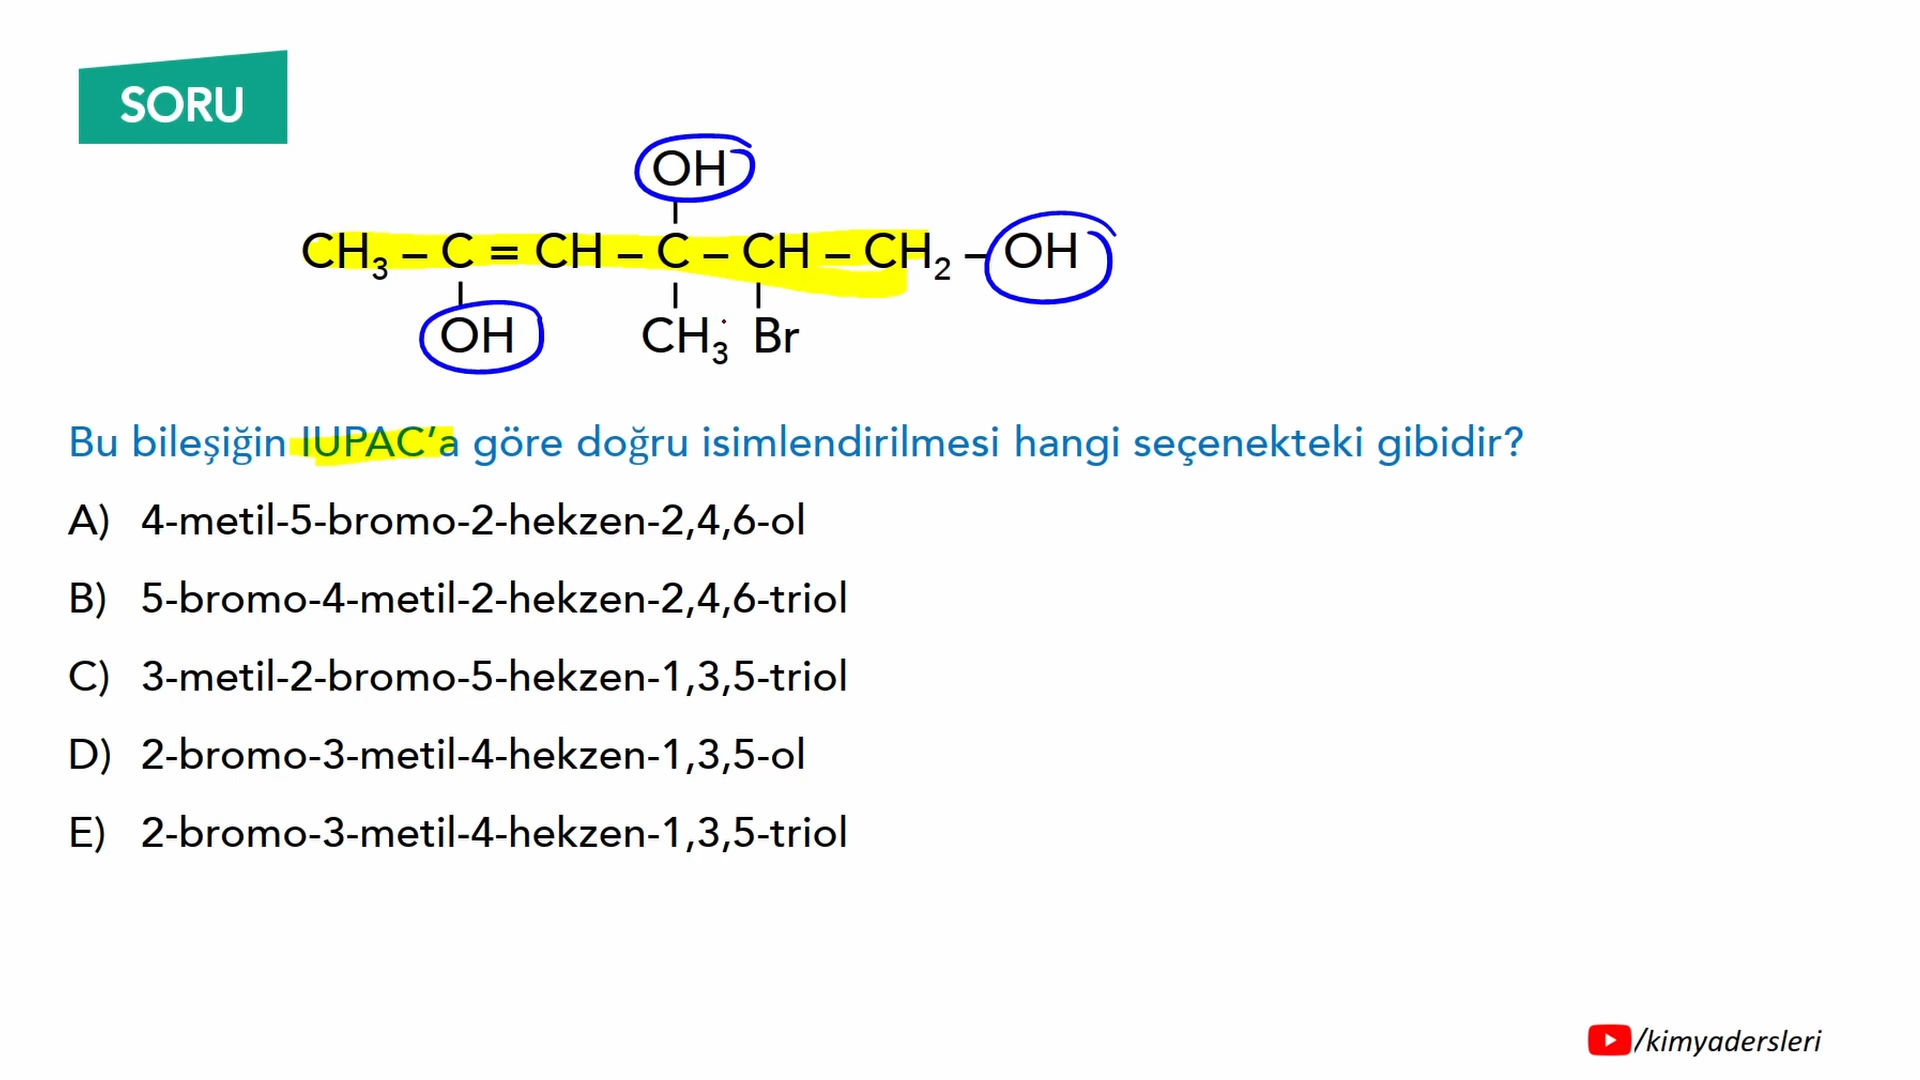 SORU
OH
CH₃ – C = CH – C – CH – CH₂ – OH
OH CH₃ Br
Bu bileşiğin IUPAC’a göre doğru isimlendirilmesi hangi seçenekteki gibidir?
A) 4-metil-5-bromo-2-hekzen-2,4,6-ol
B) 5-bromo-4-metil-2-hekzen-2,4,6-triol
C) 3-metil-2-bromo-5-hekzen-1,3,5-triol
D) 2-bromo-3-metil-4-hekzen-1,3,5-ol
E) 2-bromo-3-metil-4-hekzen-1,3,5-triol
/kimyadersleri